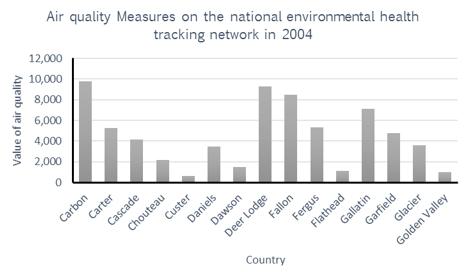 Air quality Measures on the national environmental health
tracking network in 2004
Value of air quality
12,000
10,000
8,000
6,000
4,000
2,000
0
Carbon
Carter
Cascade
Chouteau
Custer
Daniels
Dawson
Deer Lodge
Fallon
Fergus
Flathead
Gallatin
Garfield
Glacier
Golden Valley
Country